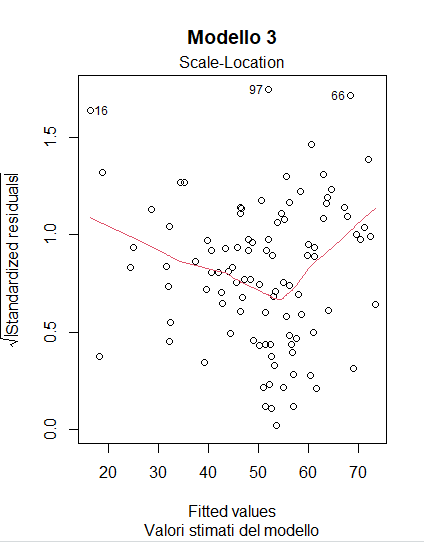 Modello 3
Scale-Location
97
66
16
√|Standardized residuals|
1.5
1.0
0.5
0.0
20 30 40 50 60 70
Fitted values
Valori stimati del modello